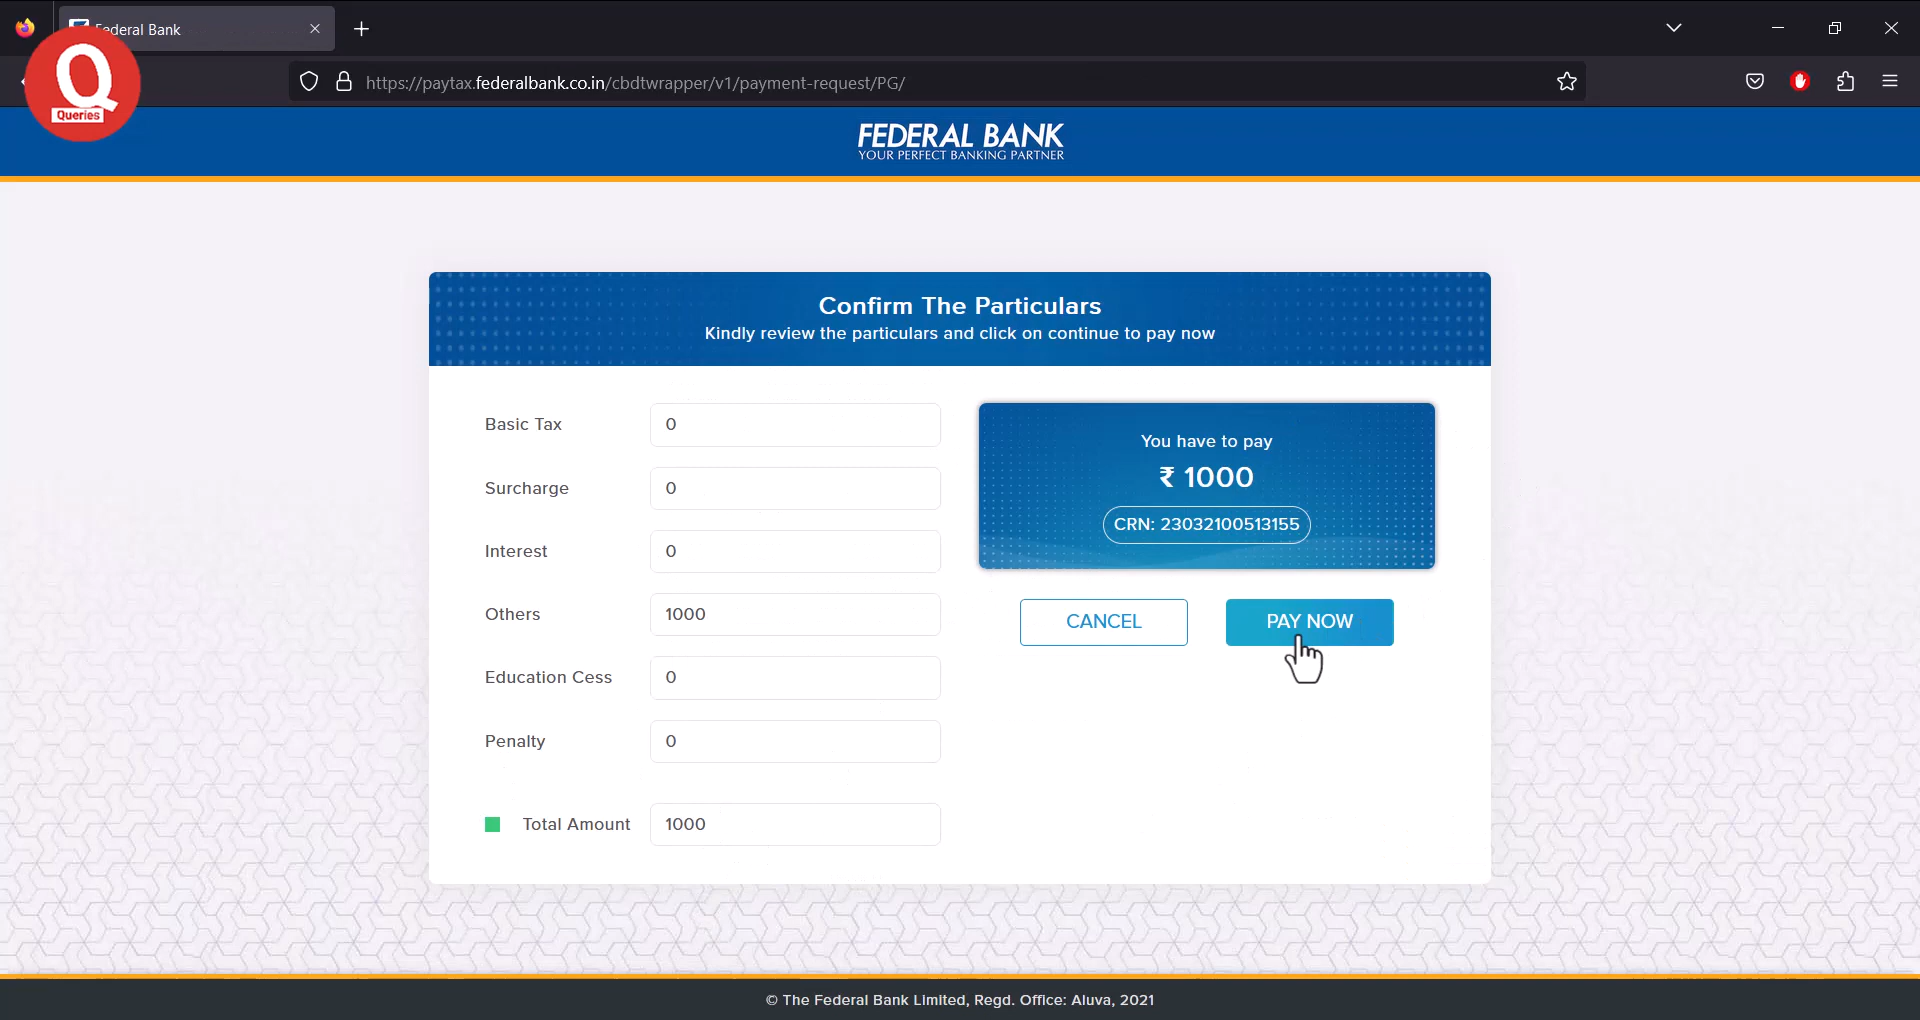 Federal Bank
Q
Queries
https://paytax.federalbank.co.in/cbdtwrapper/v1/payment-request/PG/
FEDERAL BANK
YOUR PERFECT BANKING PARTNER
Confirm The Particulars
Kindly review the particulars and click on continue to pay now
Basic Tax 0
Surcharge 0
Interest 0
Others 1000
Education Cess 0
Penalty 0
Total Amount 1000
You have to pay
₹ 1000
CRN: 23032100513155
CANCEL PAY NOW
© The Federal Bank Limited, Regd. Office: Aluva, 2021